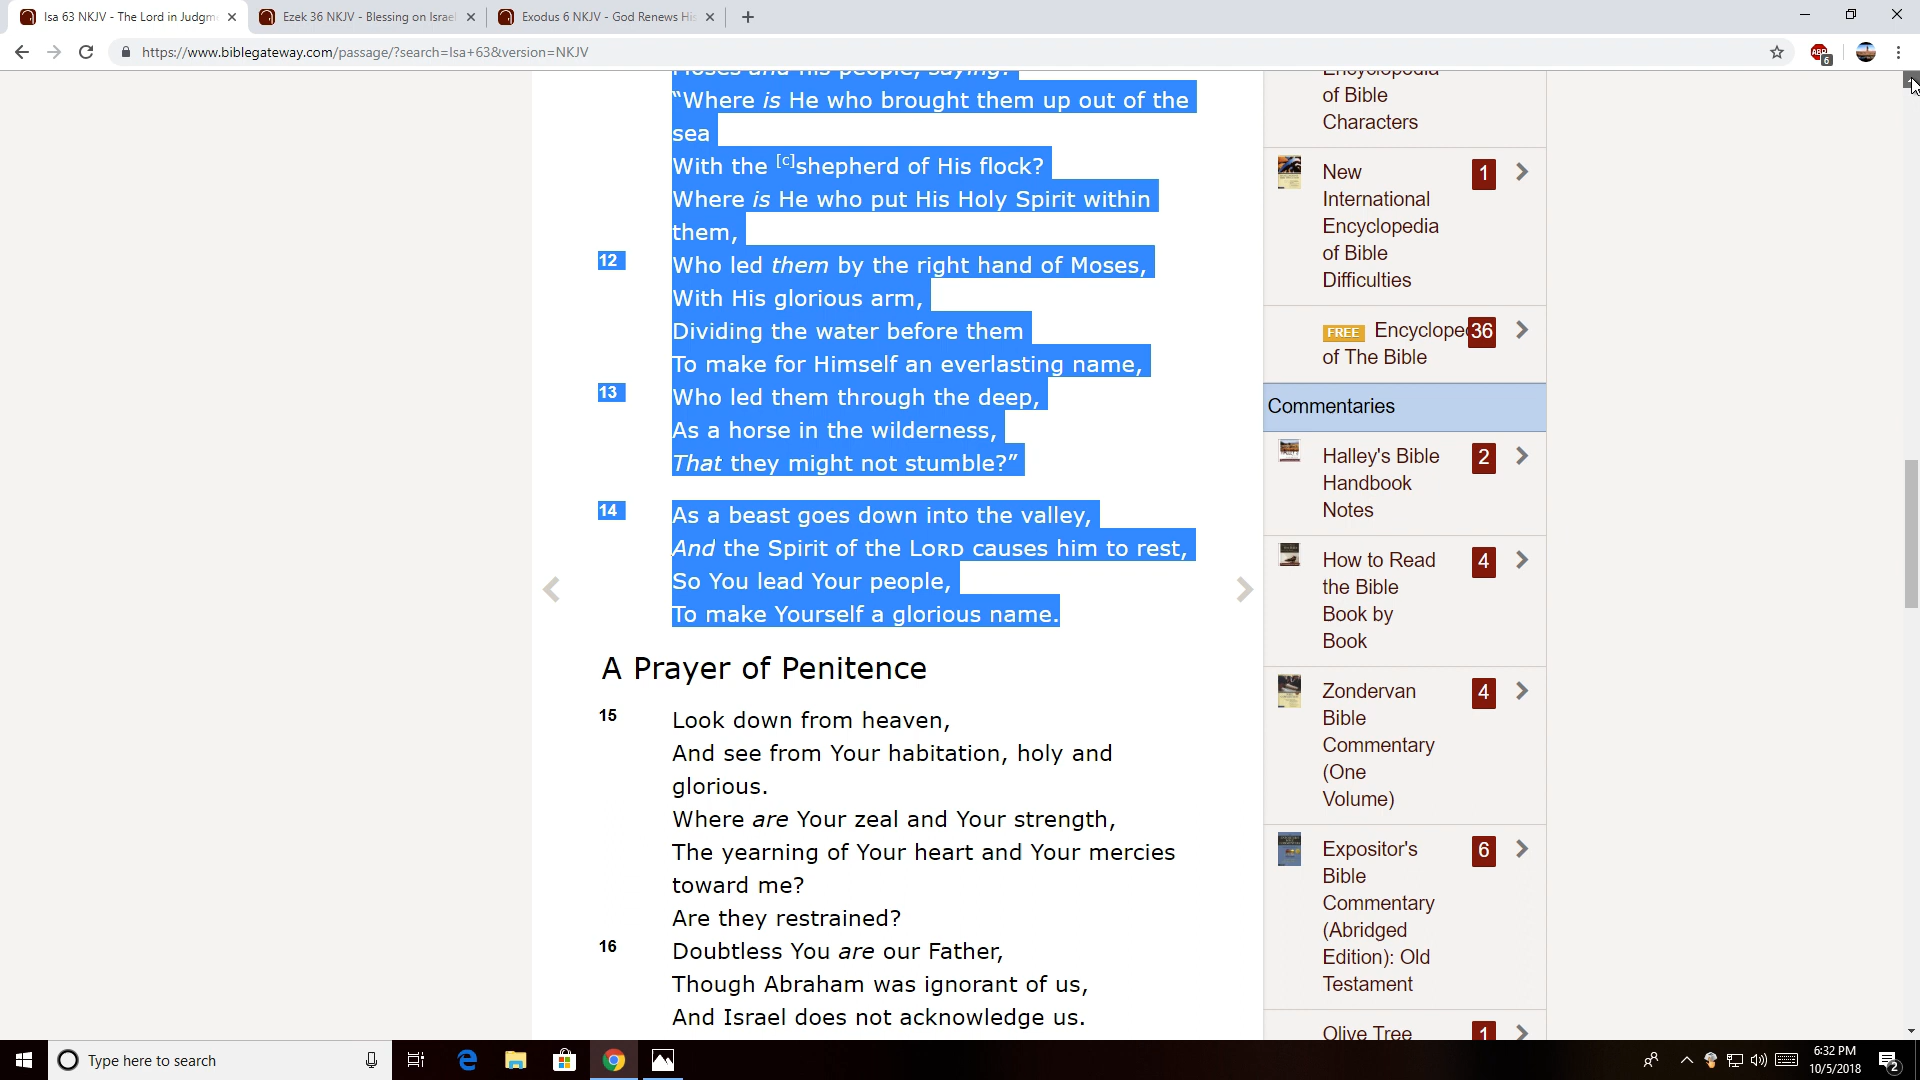 Isa 63 NKJV - The Lord in Judgm
Ezek 36 NKJV - Blessing on Israel
Exodus 6 NKJV - God Renews His
https://www.biblegateway.com/passage/?search=Isa+63&version=NKJV
ABP
6
Moses and his people, saying:
“Where is He who brought them up out of the
sea
With the [c]shepherd of His flock?
Where is He who put His Holy Spirit within
them,
12 Who led them by the right hand of Moses,
With His glorious arm,
Dividing the water before them
To make for Himself an everlasting name,
13 Who led them through the deep,
As a horse in the wilderness,
That they might not stumble?”
14 As a beast goes down into the valley,
And the Spirit of the LORD causes him to rest,
So You lead Your people,
To make Yourself a glorious name.
A Prayer of Penitence
15 Look down from heaven,
And see from Your habitation, holy and
glorious.
Where are Your zeal and Your strength,
The yearning of Your heart and Your mercies
toward me?
Are they restrained?
16 Doubtless You are our Father,
Though Abraham was ignorant of us,
And Israel does not acknowledge us.
Encyclopedia
of Bible
Characters
New 1
International
Encyclopedia
of Bible
Difficulties
FREE Encycloped 36
of The Bible
Commentaries
Halley's Bible 2
Handbook
Notes
How to Read 4
the Bible
Book by
Book
Zondervan 4
Bible
Commentary
(One
Volume)
Expositor's 6
Bible
Commentary
(Abridged
Edition): Old
Testament
Olive Tree 1
Type here to search
6:32 PM
10/5/2018
2